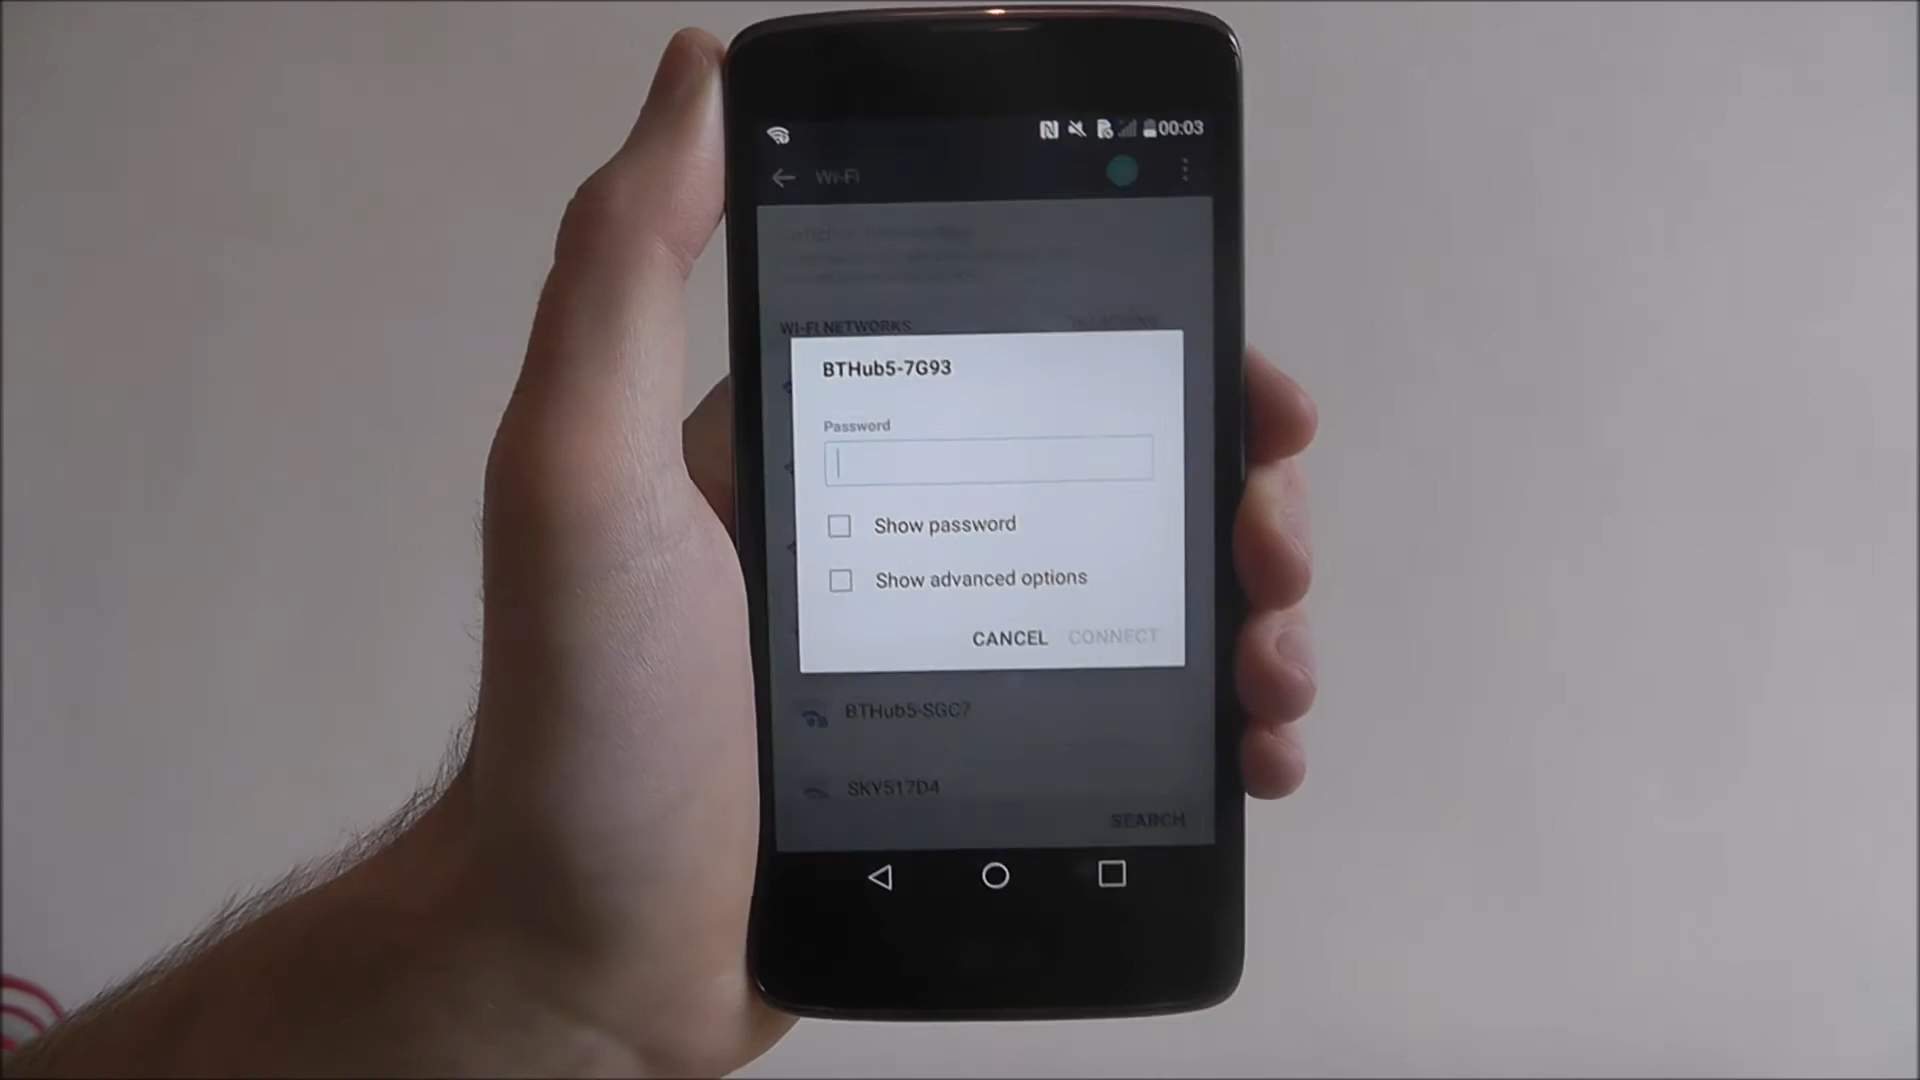 00:03
Wi-Fi
WI-FI NETWORKS
BTHub5-7G93
Password
Show password
Show advanced options
CANCEL CONNECT
BTHub5-SGC7
SKY517D4
SEARCH